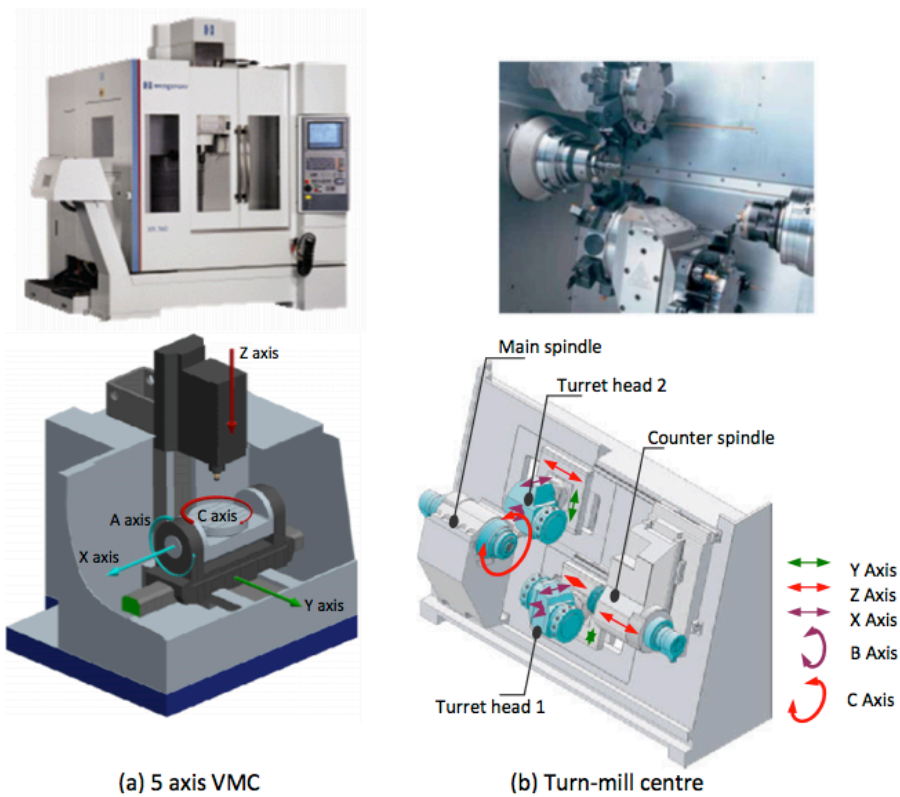 Z axis
A axis
C axis
X axis
Y axis
(a) 5 axis VMC
Main spindle
Turret head 2
Counter spindle
Turret head 1
Y Axis
Z Axis
X Axis
B Axis
C Axis
(b) Turn-mill centre